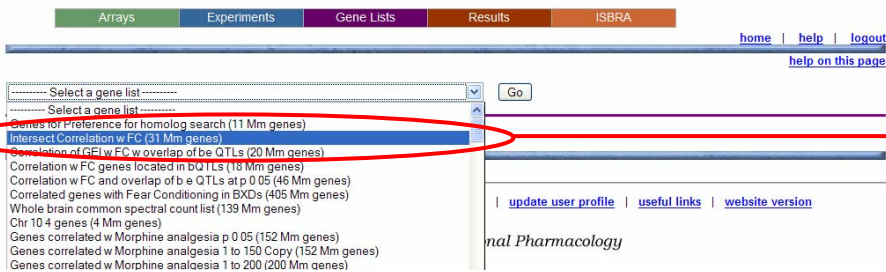 Arrays Experiments Gene Lists Results ISBRA
home | help | logout
help on this page
---------- Select a gene list ---------- Go
---------- Select a gene list ----------
Genes for Preference for homolog search (11 Mm genes)
Intersect Correlation w FC (31 Mm genes)
Correlation of GEI w FC w overlap of be QTLs (20 Mm genes)
Correlation w FC genes located in bQTLs (18 Mm genes)
Correlation w FC and overlap of b e QTLs at p 0 05 (46 Mm genes)
Correlated genes with Fear Conditioning in BXDs (405 Mm genes)
Whole brain common spectral count list (139 Mm genes)
| update user profile | useful links | website version
Chr 10 4 genes (4 Mm genes)
Genes correlated w Morphine analgesia p 0 05 (152 Mm genes)
nal Pharmacology
Genes correlated w Morphine analgesia 1 to 150 Copy (152 Mm genes)
Genes correlated w Morphine analgesia 1 to 200 (200 Mm genes)